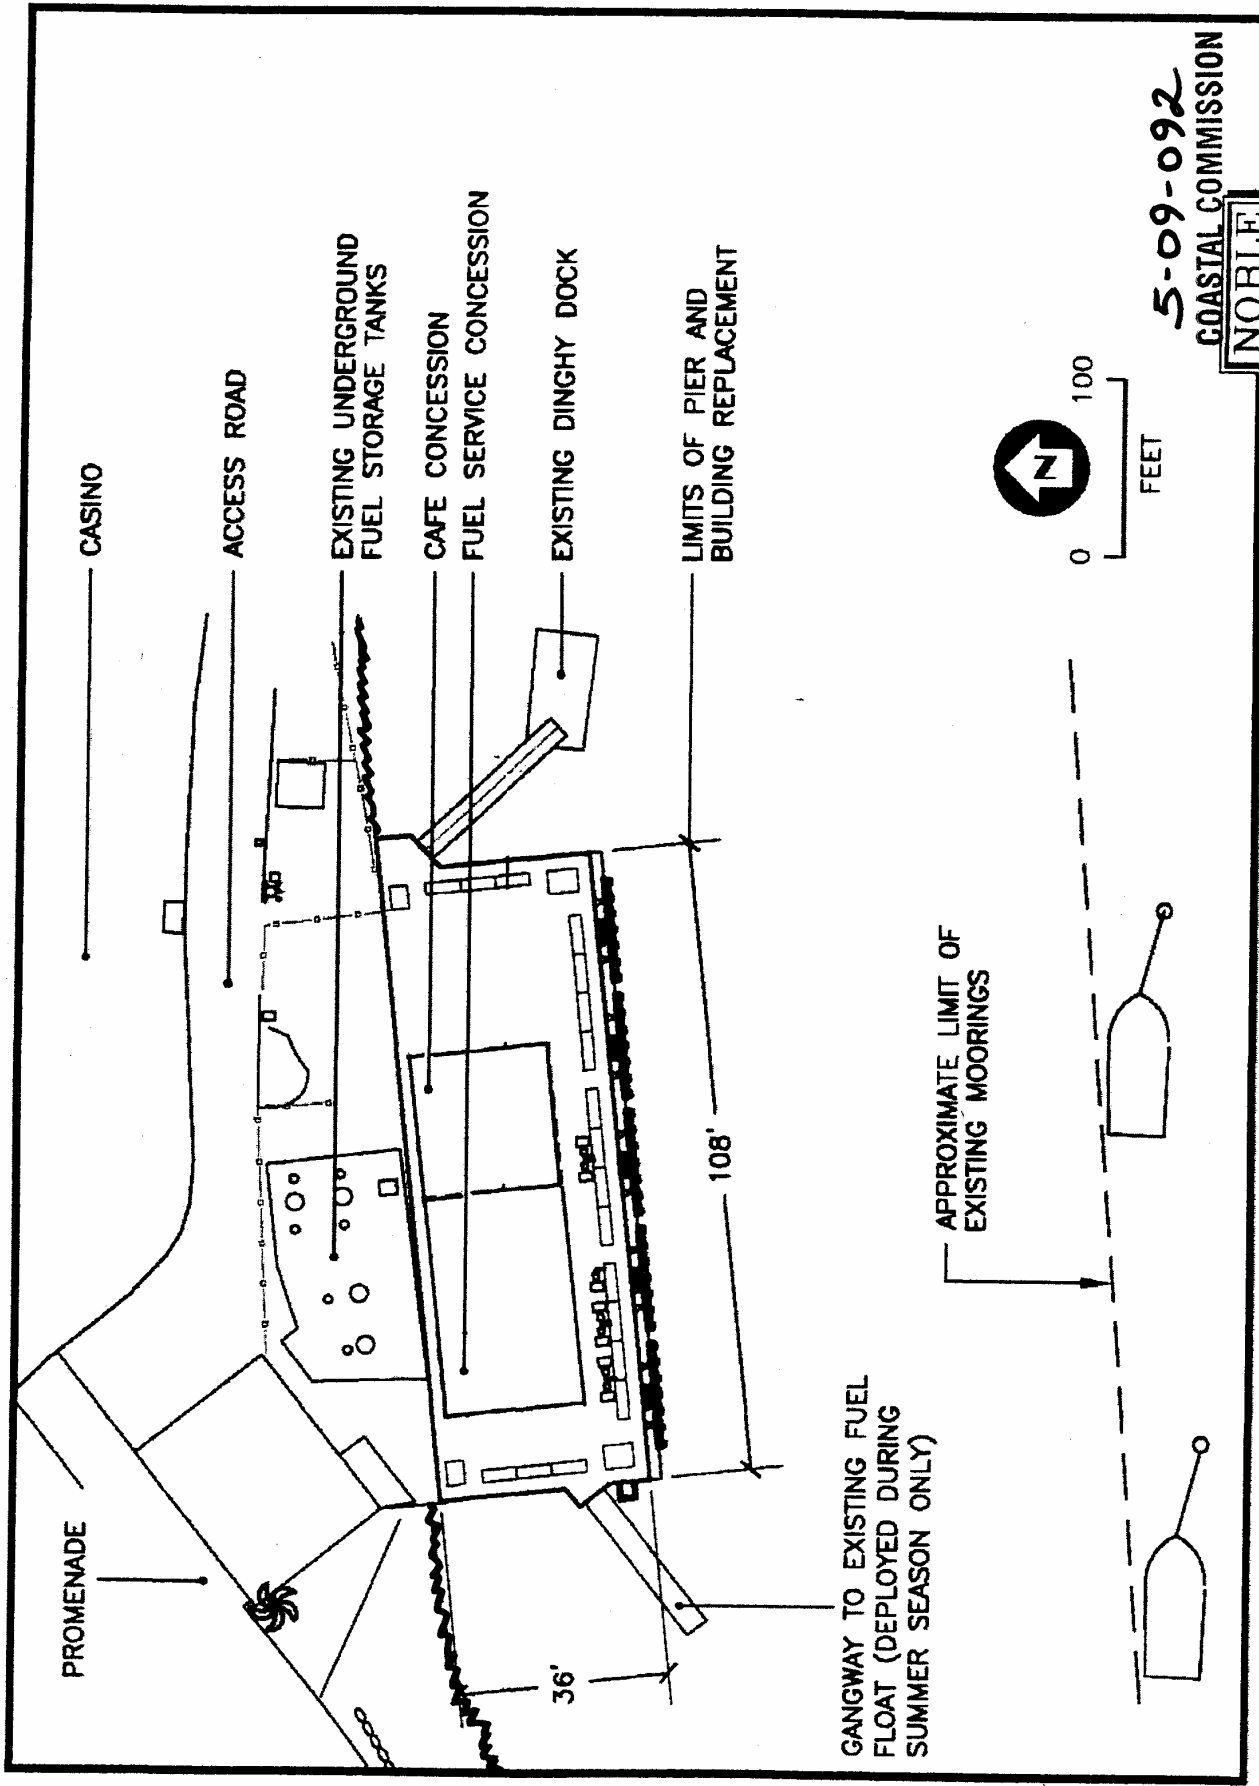 CASINO
ACCESS ROAD
EXISTING UNDERGROUND
FUEL STORAGE TANKS
CAFE CONCESSION
FUEL SERVICE CONCESSION
EXISTING DINGHY DOCK
LIMITS OF PIER AND
BUILDING REPLACEMENT
PROMENADE
36'
108'
GANGWAY TO EXISTING FUEL
FLOAT (DEPLOYED DURING
SUMMER SEASON ONLY)
APPROXIMATE LIMIT OF
EXISTING MOORINGS
N
0 100
FEET
5-09-092
COASTAL COMMISSION
NOBLE